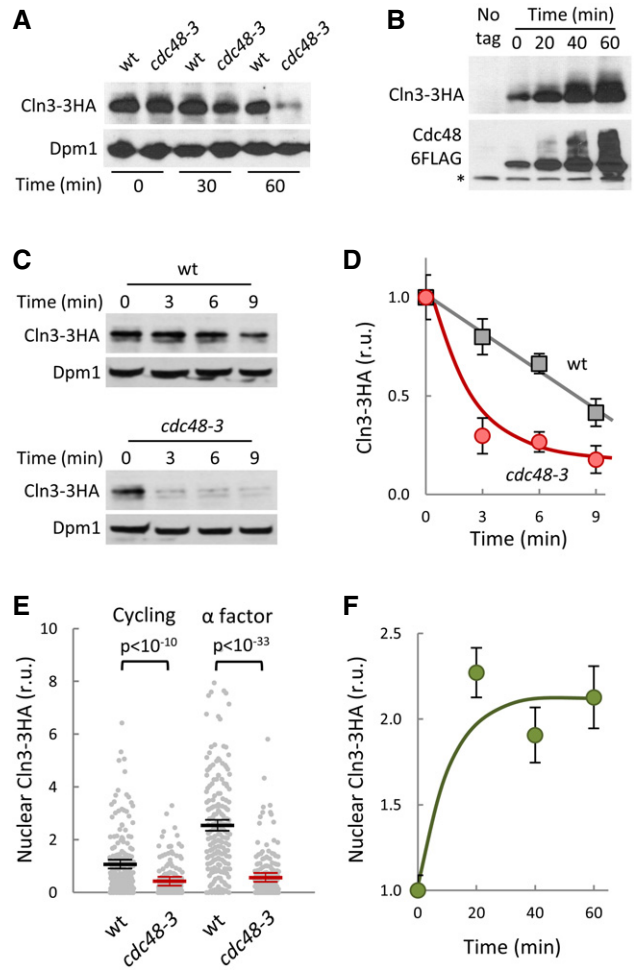 A
wt cdc48-3 wt cdc48-3 wt cdc48-3
Cln3-3HA
Dpm1
Time (min) 0 30 60
B
No tag Time (min)
0 20 40 60
Cln3-3HA
Cdc48 6FLAG
*
C
wt
Time (min) 0 3 6 9
Cln3-3HA
Dpm1
cdc48-3
Time (min) 0 3 6 9
Cln3-3HA
Dpm1
D
Cln3-3HA (r.u.)
1.0
0.5
0.0
wt
cdc48-3
0 3 6 9
Time (min)
E
Cycling α factor
p<10⁻¹⁰ p<10⁻³³
Nuclear Cln3-3HA (r.u.)
10
8
6
4
2
0
wt cdc48-3 wt cdc48-3
F
Nuclear Cln3-3HA (r.u.)
2.5
2.0
1.5
1.0
0 20 40 60
Time (min)